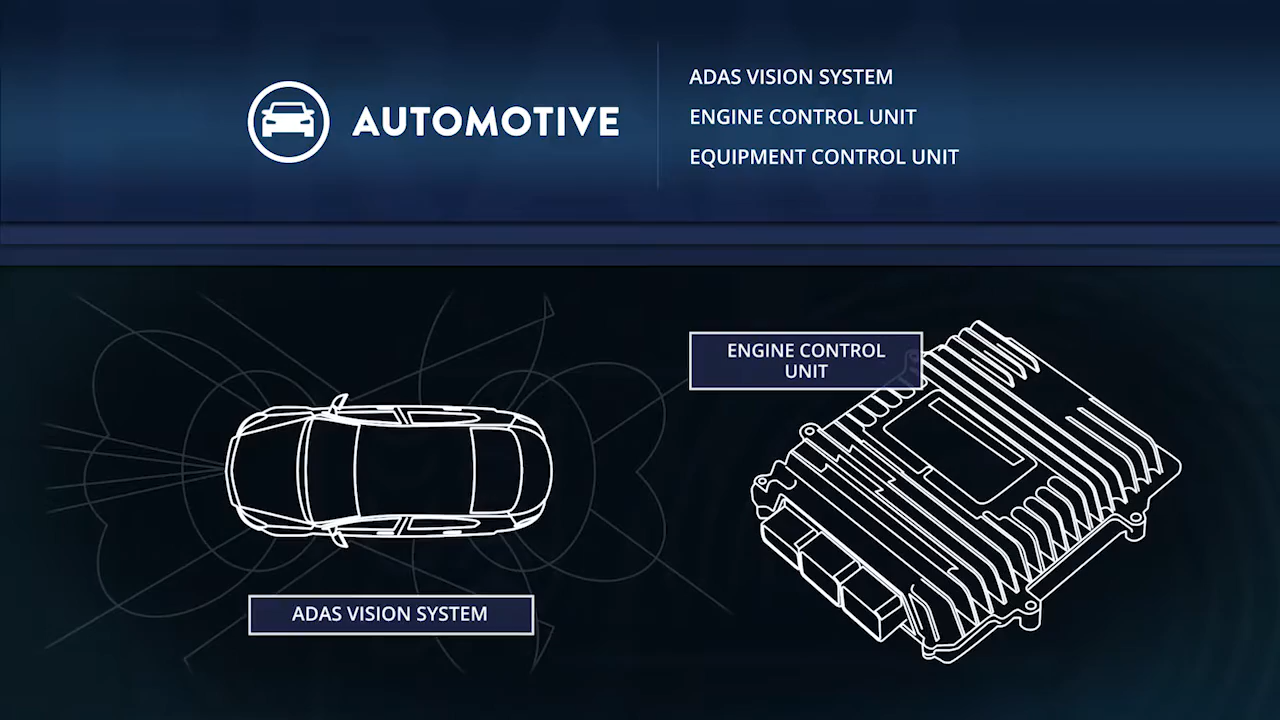 AUTOMOTIVE
ADAS VISION SYSTEM
ENGINE CONTROL UNIT
EQUIPMENT CONTROL UNIT
ENGINE CONTROL
UNIT
ADAS VISION SYSTEM